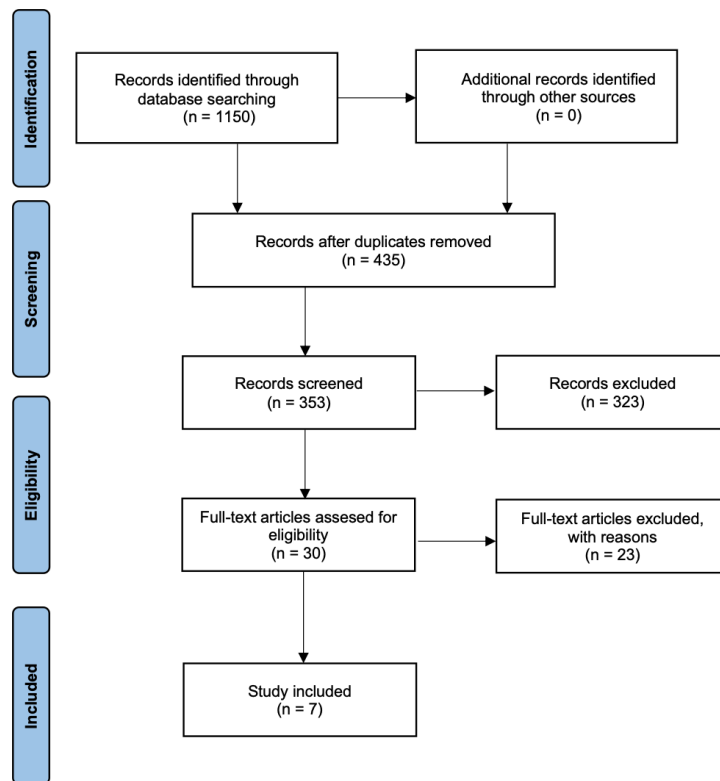 Identification
Records identified through
database searching
(n = 1150)
Additional records identified
through other sources
(n = 0)
Screening
Records after duplicates removed
(n = 435)
Records screened
(n = 353)
Records excluded
(n = 323)
Eligibility
Full-text articles assesed for
eligibility
(n = 30)
Full-text articles excluded,
with reasons
(n = 23)
Included
Study included
(n = 7)